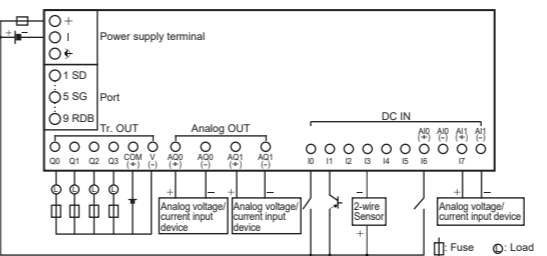 +
+ −
Power supply terminal
1 SD
5 SG Port
9 RDB
Tr. OUT
Analog OUT
DC IN
Q0 Q1 Q2 Q3 COM (+) V (−) AQ0 (+) AQ0 (−) AQ1 (+) AQ1 (−) I0 I1 I2 I3 I4 I5 I6 I7 AI0 (+) AI0 (−) AI1 (+) AI1 (−)
+ − + − − + −
L L L L
Analog voltage/
current input
device
Analog voltage/
current input
device
2-wire
Sensor
+
Analog voltage/
current input device
: Fuse L: Load